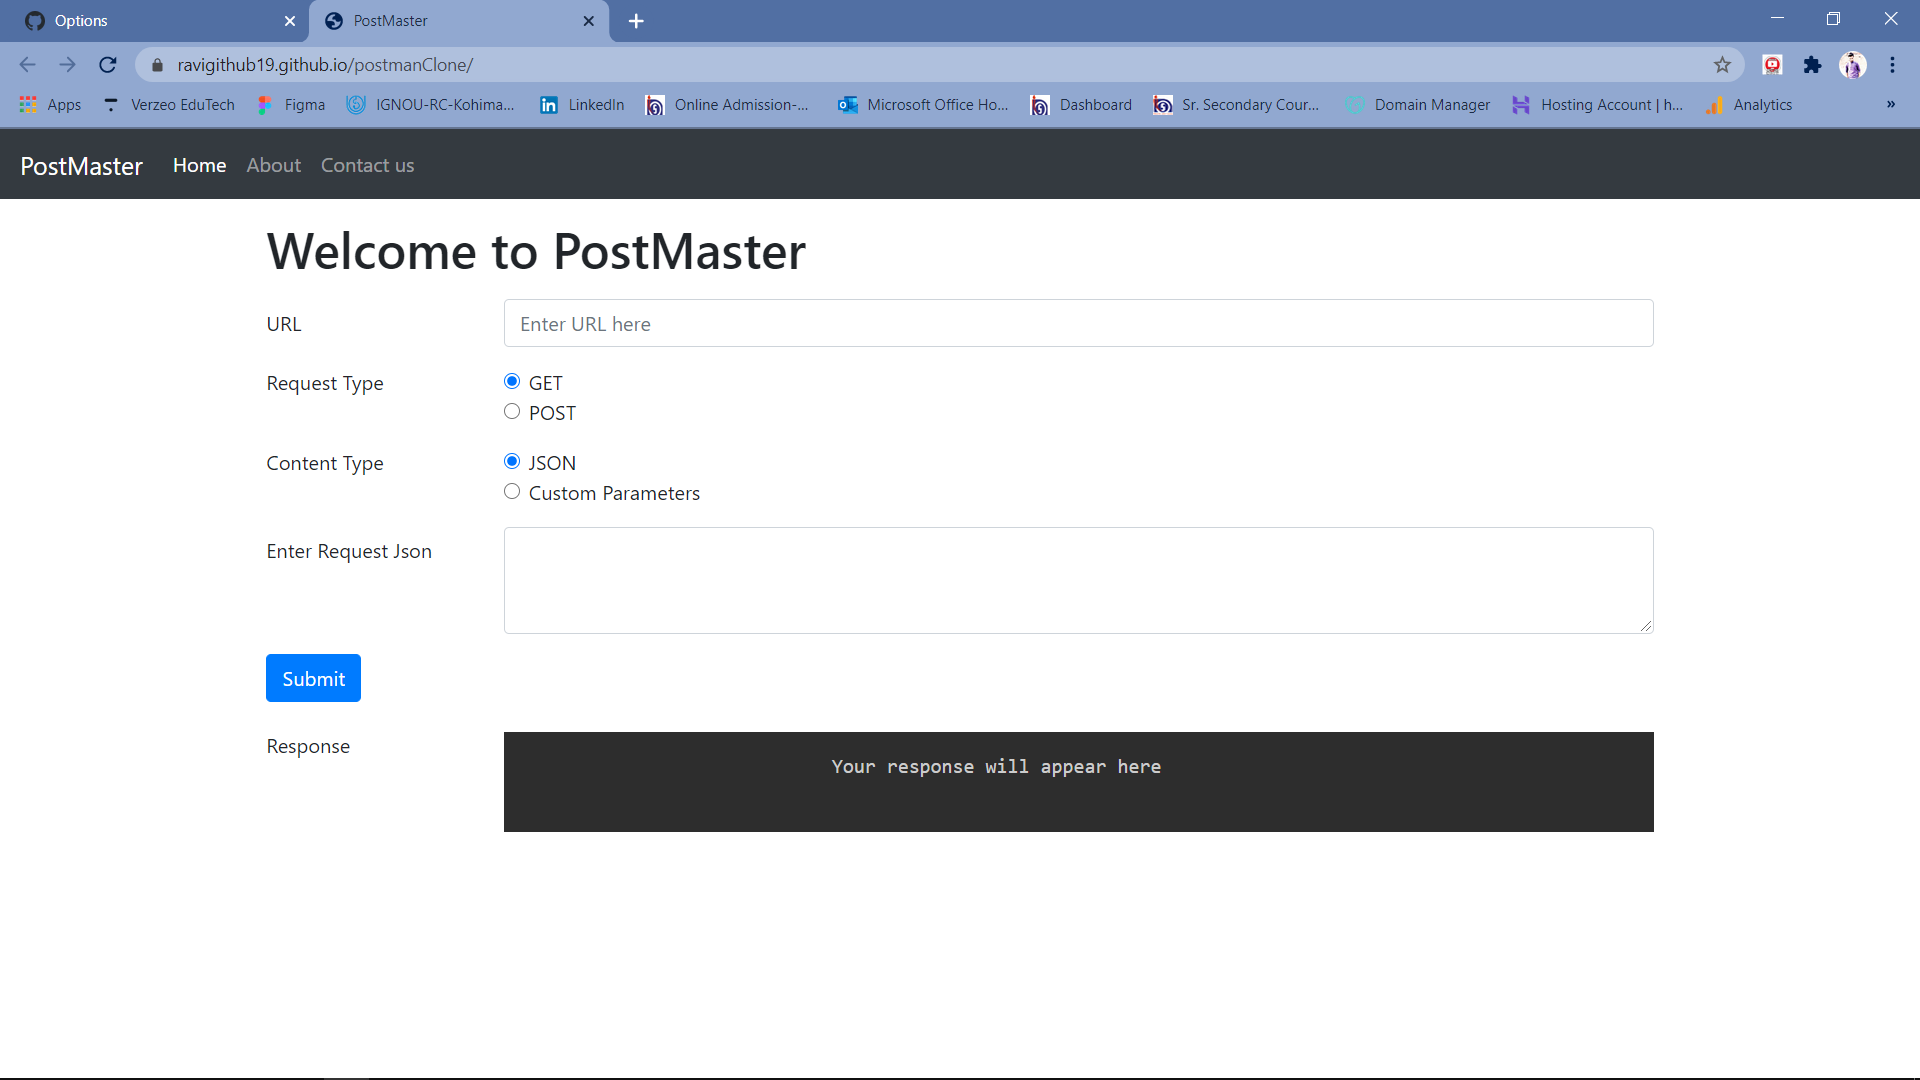 Options
PostMaster
ravigithub19.github.io/postmanClone/
Apps Verzeo EduTech Figma IGNOU-RC-Kohima... LinkedIn Online Admission-... Microsoft Office Ho... Dashboard Sr. Secondary Cour... Domain Manager Hosting Account | h... Analytics »
PostMaster Home About Contact us
Welcome to PostMaster
URL Enter URL here
Request Type GET
POST
Content Type JSON
Custom Parameters
Enter Request Json
Submit
Response Your response will appear here